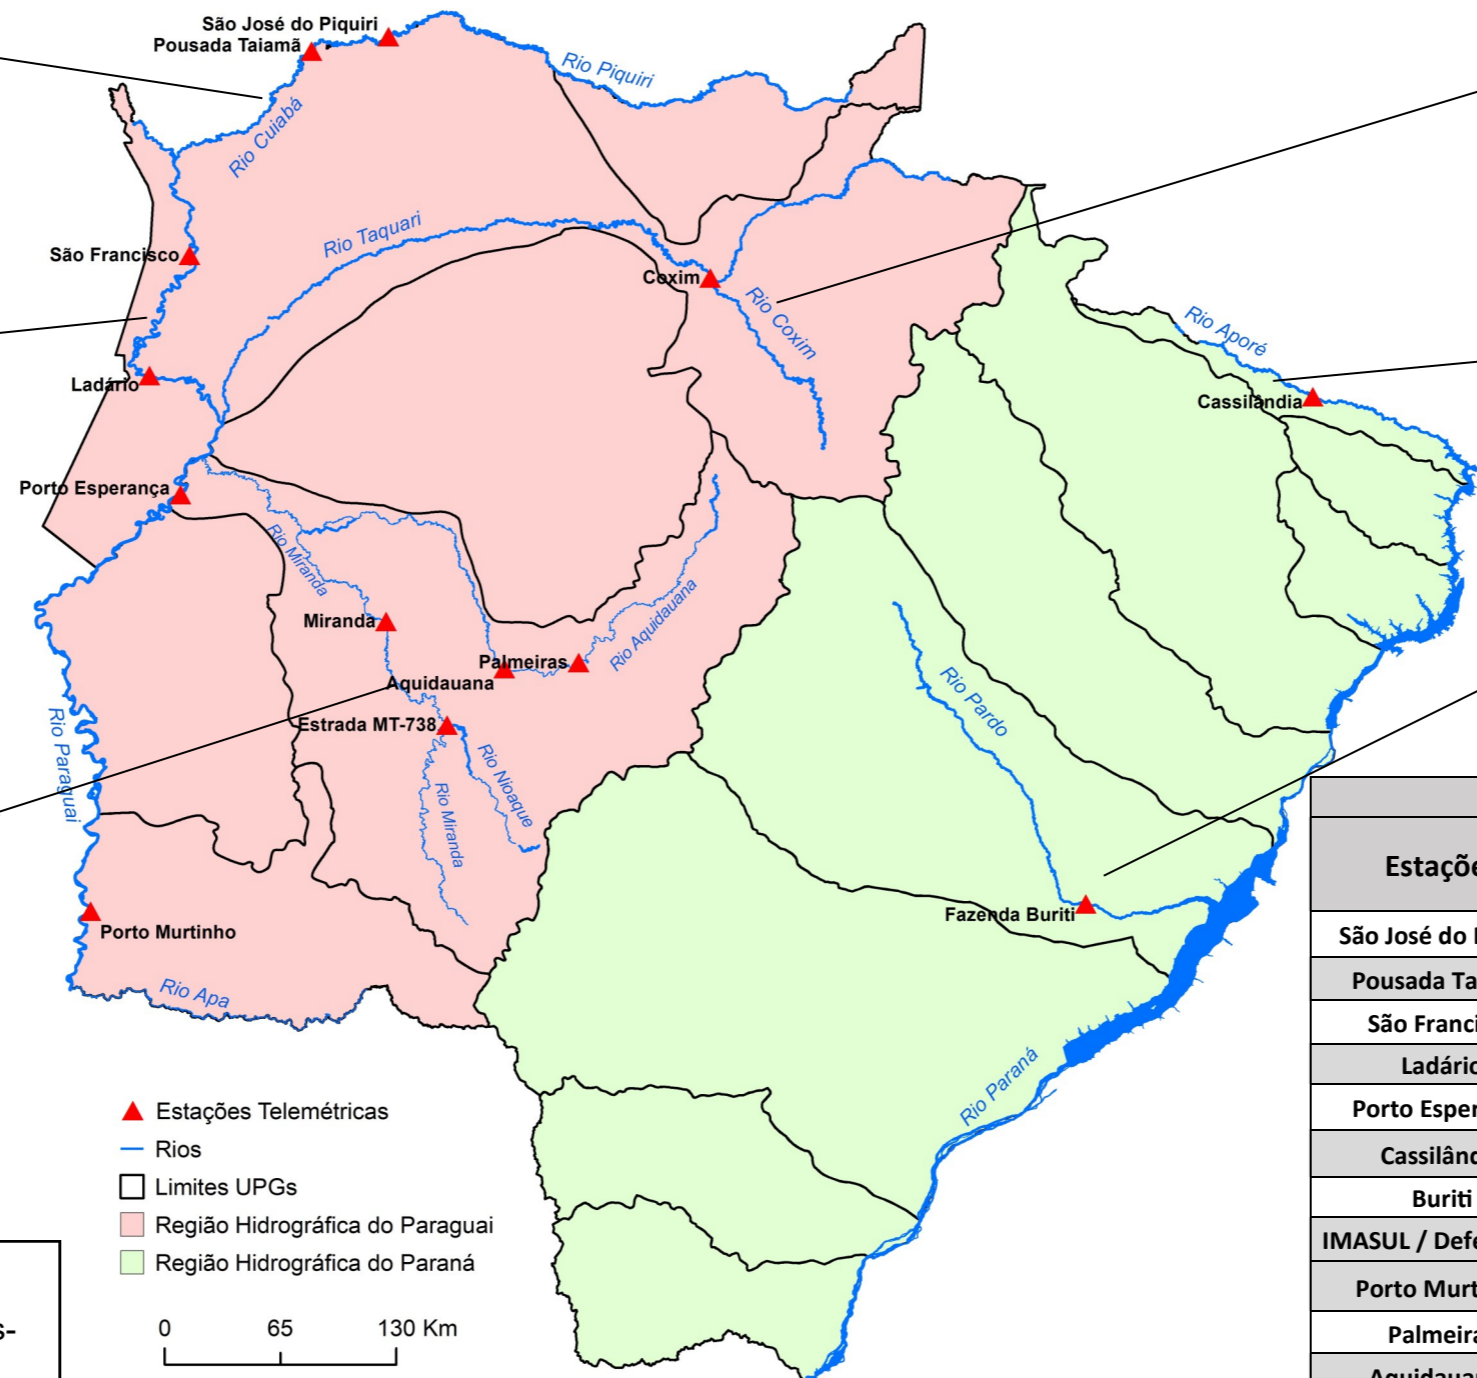 São José do Piquiri
Pousada Taiamã
Rio Piquiri
Rio Cuiabá
Rio Taquari
São Francisco
Coxim
Rio Coxim
Ladário
Rio Aporé
Cassilândia
Porto Esperança
Rio Miranda
Miranda
Rio Aquidauana
Palmeiras
Aquidauana
Rio Pardo
Estrada MT-738
Rio Paraguai
Rio Nioaque
Rio Miranda
Fazenda Buriti
Porto Murtinho
Rio Apa
Rio Paraná
Estações Telemétricas
Rios
Limites UPGs
Região Hidrográfica do Paraguai
Região Hidrográfica do Paraná
0 65 130 Km
s-
Estaçõe
São José do
Pousada Ta
São Franci
Ladário
Porto Esper
Cassilând
Buriti
IMASUL / Defe
Porto Murt
Palmeira
Aquidauan